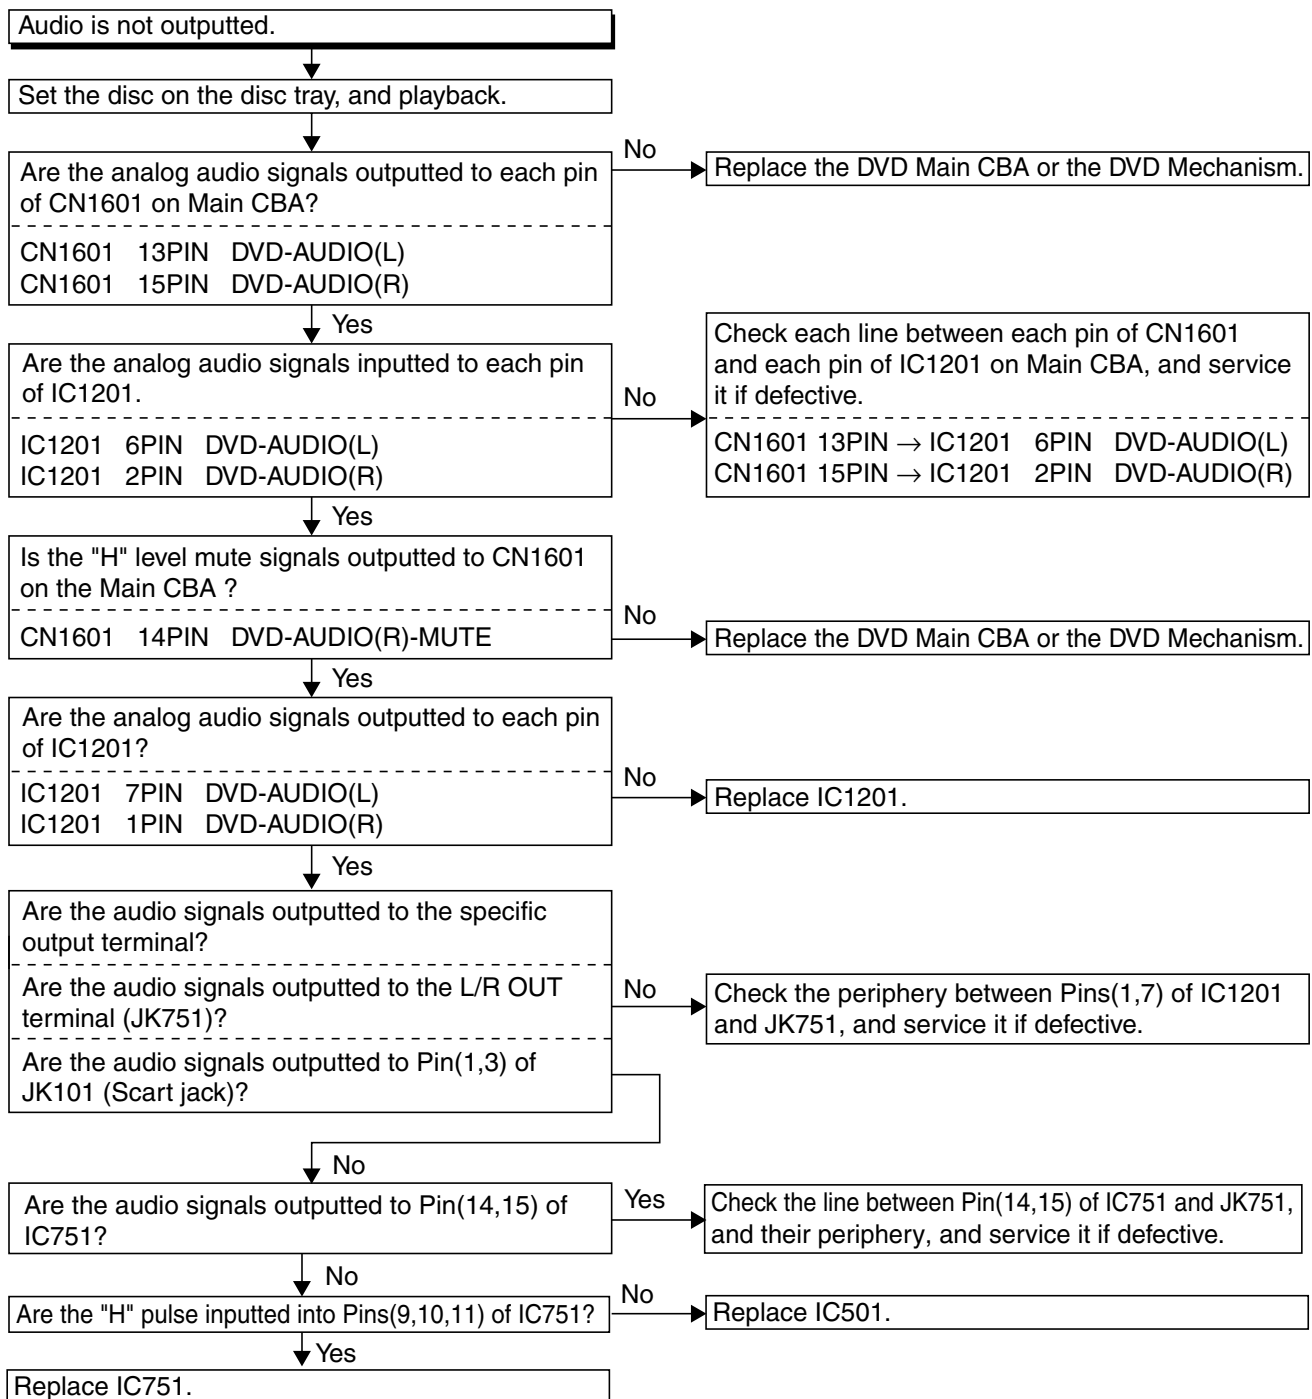 Audio is not outputted.
Set the disc on the disc tray, and playback.
Are the analog audio signals outputted to each pin
of CN1601 on Main CBA?
CN1601 13PIN DVD-AUDIO(L)
CN1601 15PIN DVD-AUDIO(R)
No
Replace the DVD Main CBA or the DVD Mechanism.
Yes
Are the analog audio signals inputted to each pin
of IC1201.
IC1201 6PIN DVD-AUDIO(L)
IC1201 2PIN DVD-AUDIO(R)
No
Check each line between each pin of CN1601
and each pin of IC1201 on Main CBA, and service
it if defective.
CN1601 13PIN → IC1201 6PIN DVD-AUDIO(L)
CN1601 15PIN → IC1201 2PIN DVD-AUDIO(R)
Yes
Is the "H" level mute signals outputted to CN1601
on the Main CBA ?
CN1601 14PIN DVD-AUDIO(R)-MUTE
No
Replace the DVD Main CBA or the DVD Mechanism.
Yes
Are the analog audio signals outputted to each pin
of IC1201?
IC1201 7PIN DVD-AUDIO(L)
IC1201 1PIN DVD-AUDIO(R)
No
Replace IC1201.
Yes
Are the audio signals outputted to the specific
output terminal?
Are the audio signals outputted to the L/R OUT
terminal (JK751)?
No
Check the periphery between Pins(1,7) of IC1201
and JK751, and service it if defective.
Are the audio signals outputted to Pin(1,3) of
JK101 (Scart jack)?
No
Are the audio signals outputted to Pin(14,15) of
IC751?
Yes
Check the line between Pin(14,15) of IC751 and JK751,
and their periphery, and service it if defective.
No
Are the "H" pulse inputted into Pins(9,10,11) of IC751?
No
Replace IC501.
Yes
Replace IC751.